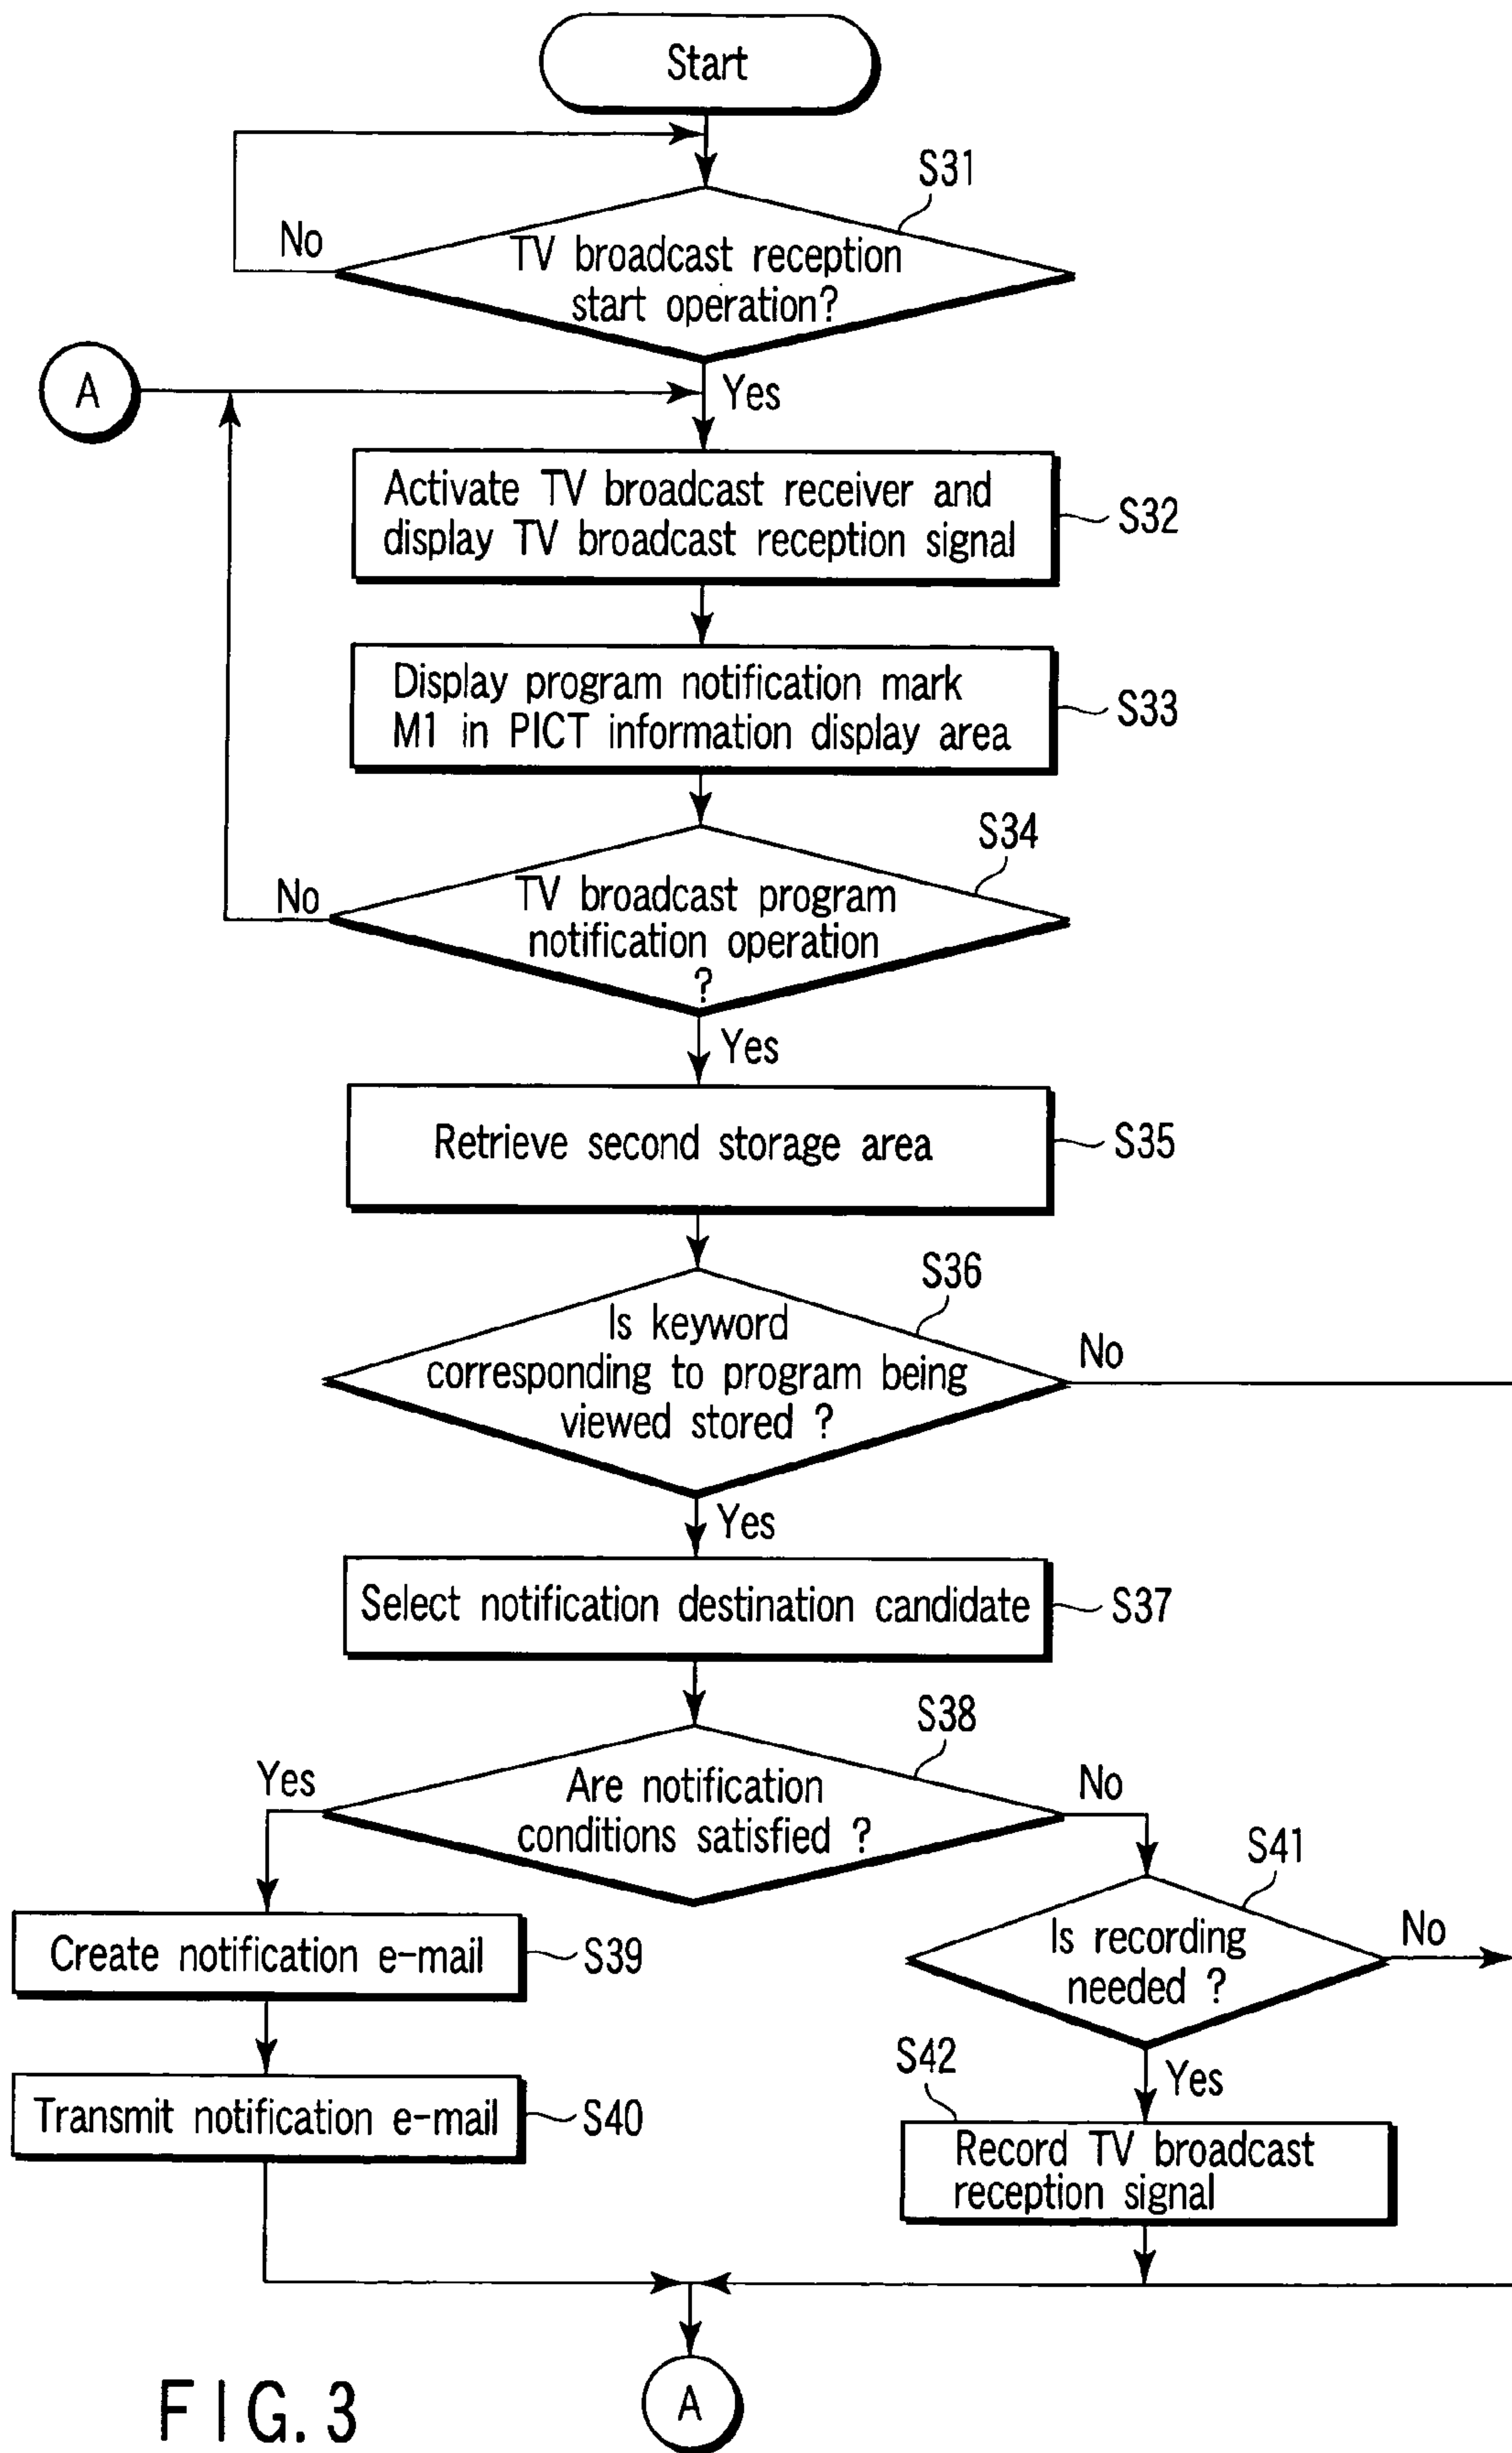 Start
S31
No
TV broadcast reception
start operation?
A
Yes
Activate TV broadcast receiver and
display TV broadcast reception signal
S32
Display program notification mark
M1 in PICT information display area
S33
S34
No
TV broadcast program
notification operation
?
Yes
Retrieve second storage area
S35
S36
Is keyword
corresponding to program being
viewed stored ?
No
Yes
Select notification destination candidate
S37
S38
Yes
Are notification
conditions satisfied ?
No
S41
Create notification e-mail
S39
Is recording
needed ?
No
S42
Yes
Transmit notification e-mail
S40
Record TV broadcast
reception signal
A
FIG. 3